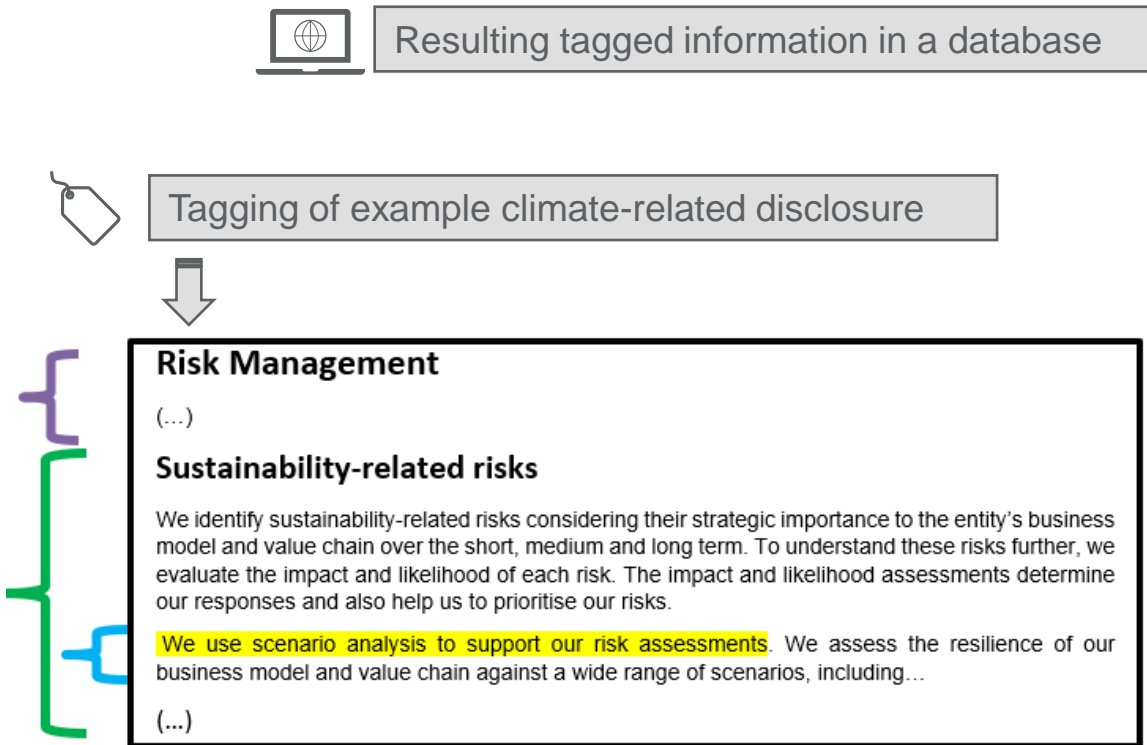 Resulting tagged information in a database
Tagging of example climate-related disclosure
Risk Management
(…)
Sustainability-related risks
We identify sustainability-related risks considering their strategic importance to the entity's business
model and value chain over the short, medium and long term. To understand these risks further, we
evaluate the impact and likelihood of each risk. The impact and likelihood assessments determine
our responses and also help us to prioritise our risks.
We use scenario analysis to support our risk assessments. We assess the resilience of our
business model and value chain against a wide range of scenarios, including…
(...)